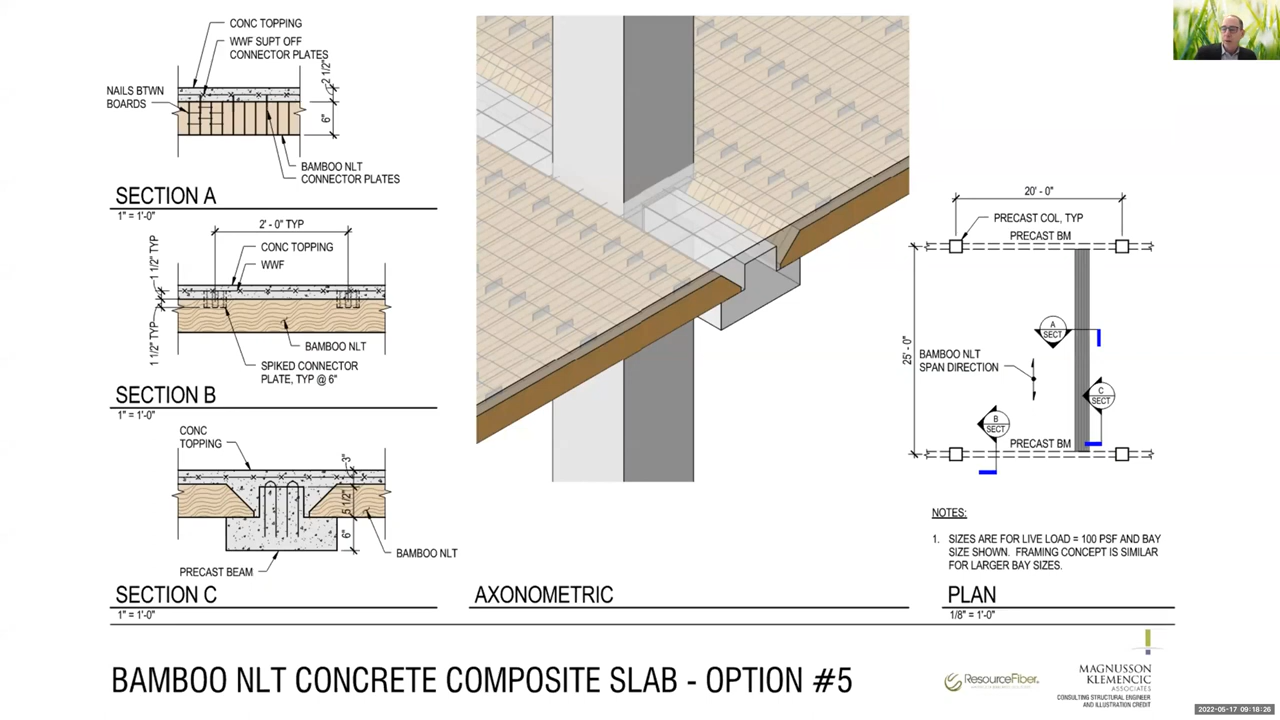 CONC TOPPING
WWF SUPT OFF
CONNECTOR PLATES
2 1/2"
NAILS BTWN
BOARDS
6"
BAMBOO NLT
CONNECTOR PLATES
SECTION A
1" = 1'-0"
2' - 0" TYP
1 1/2" TYP
CONC TOPPING
WWF
1 1/2" TYP
BAMBOO NLT
SPIKED CONNECTOR
PLATE, TYP @ 6"
SECTION B
1" = 1'-0"
CONC
TOPPING
3"
5 1/2"
6"
BAMBOO NLT
PRECAST BEAM
SECTION C
1" = 1'-0"
AXONOMETRIC
20' - 0"
PRECAST COL, TYP
PRECAST BM
25' - 0"
A
SECT
BAMBOO NLT
SPAN DIRECTION
C
SECT
B
SECT
PRECAST BM
NOTES:
1. SIZES ARE FOR LIVE LOAD = 100 PSF AND BAY
SIZE SHOWN. FRAMING CONCEPT IS SIMILAR
FOR LARGER BAY SIZES.
PLAN
1/8" = 1'-0"
BAMBOO NLT CONCRETE COMPOSITE SLAB - OPTION #5
ResourceFiber
MAGNUSSON
KLEMENCIC
ASSOCIATES
CONSULTING STRUCTURAL ENGINEER
AND ILLUSTRATION CREDIT
2022-05-17 09:18:26